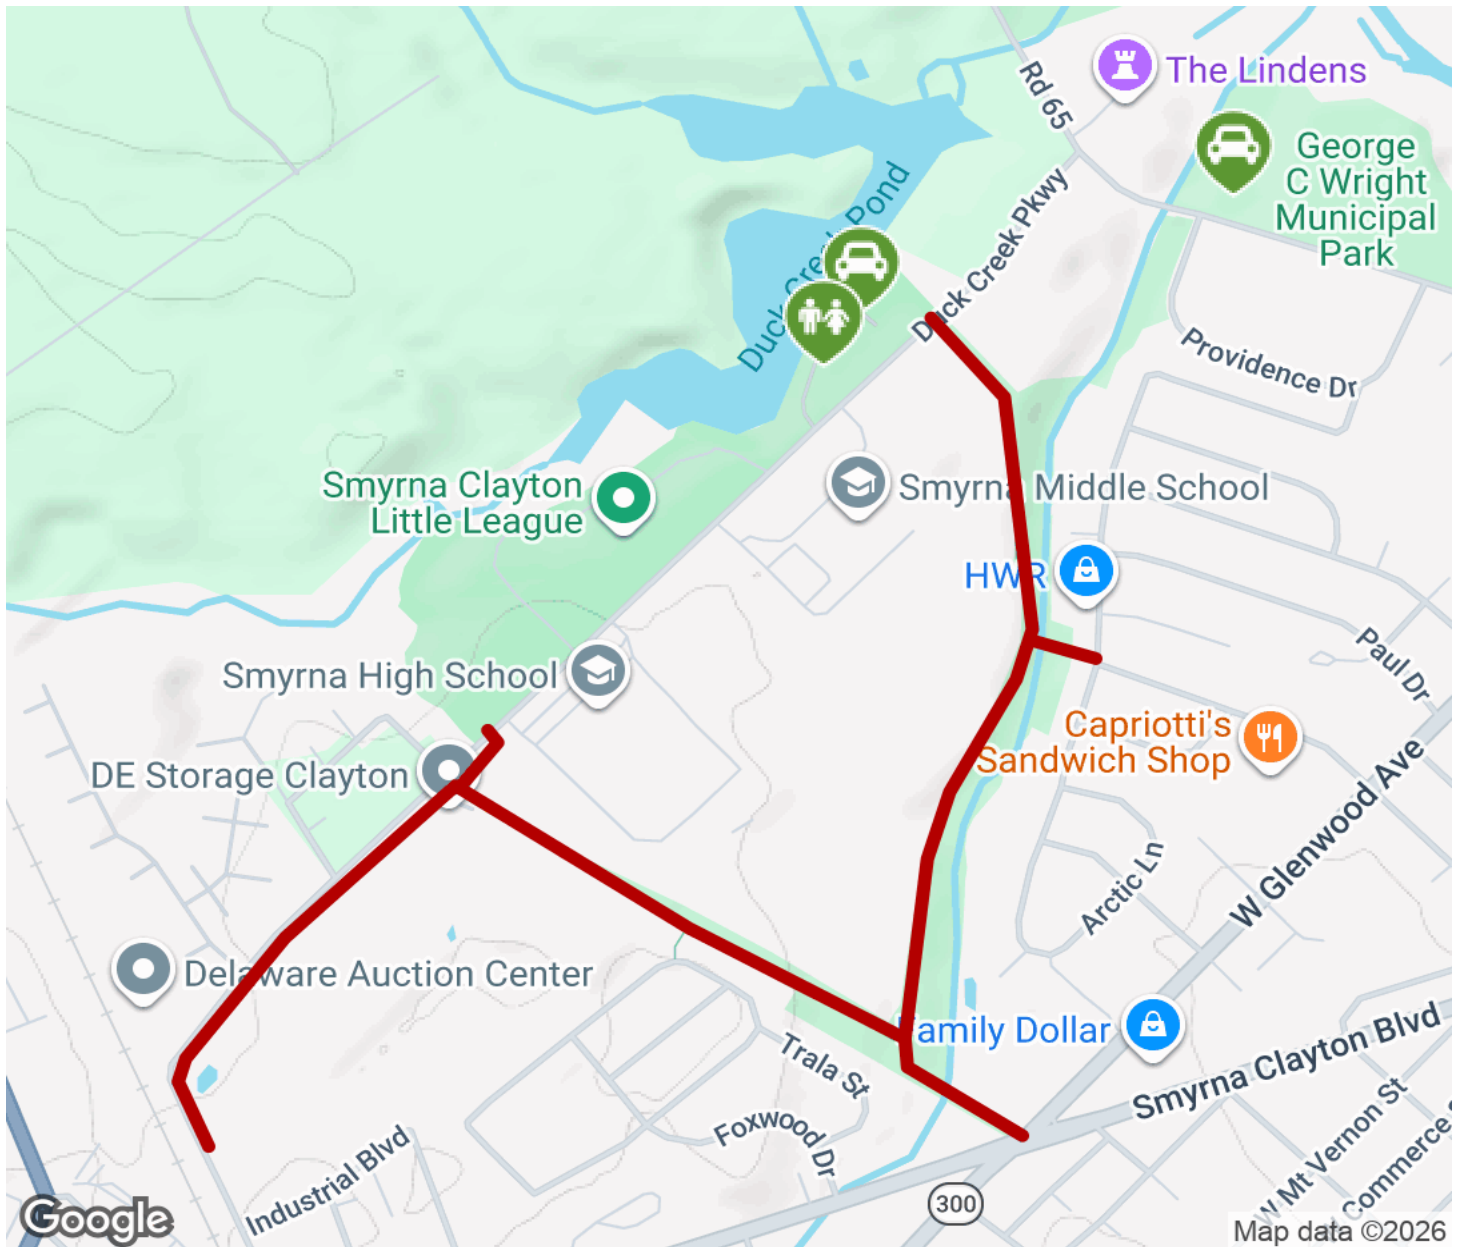 The Lindens
Rd 65
George
C Wright
Municipal
Park
Duck Creek Pond
Duck Creek Pkwy
Providence Dr
Smyrna Clayton
Little League
Smyrna Middle School
HWR
Paul Dr
Smyrna High School
Capriotti's
Sandwich Shop
DE Storage Clayton
W Glenwood Ave
Arctic Ln
Delaware Auction Center
Family Dollar
Smyrna Clayton Blvd
Trala St
Foxwood Dr
W Mt Vernon St
Commerce
Industrial Blvd
300
Google
Map data ©2026